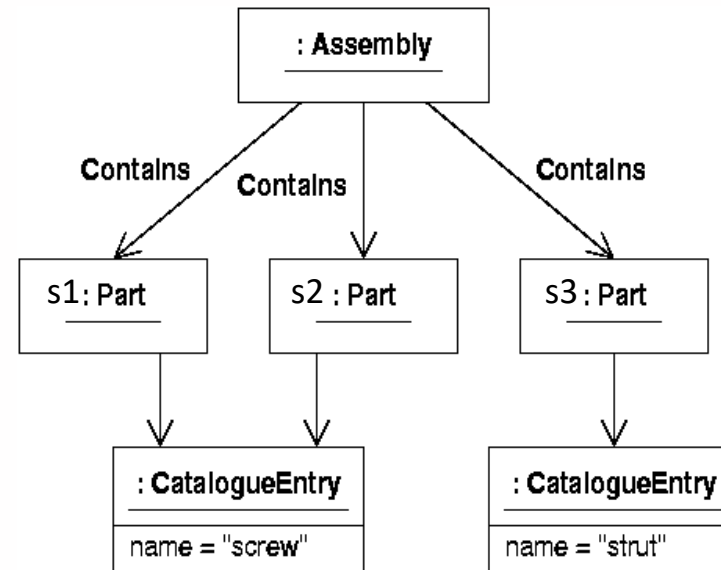 : Assembly
Contains
Contains
Contains
s1: Part
s2 : Part
s3: Part
: CatalogueEntry
name = "screw"
: CatalogueEntry
name = "strut"